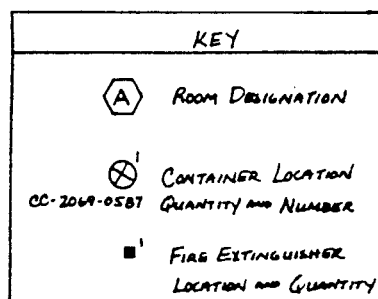 KEY
A ROOM DESIGNATION
1 CONTAINER LOCATION
CC-2069-0587 QUANTITY AND NUMBER
1 FIRE EXTINGUISHER
LOCATION AND QUANTITY